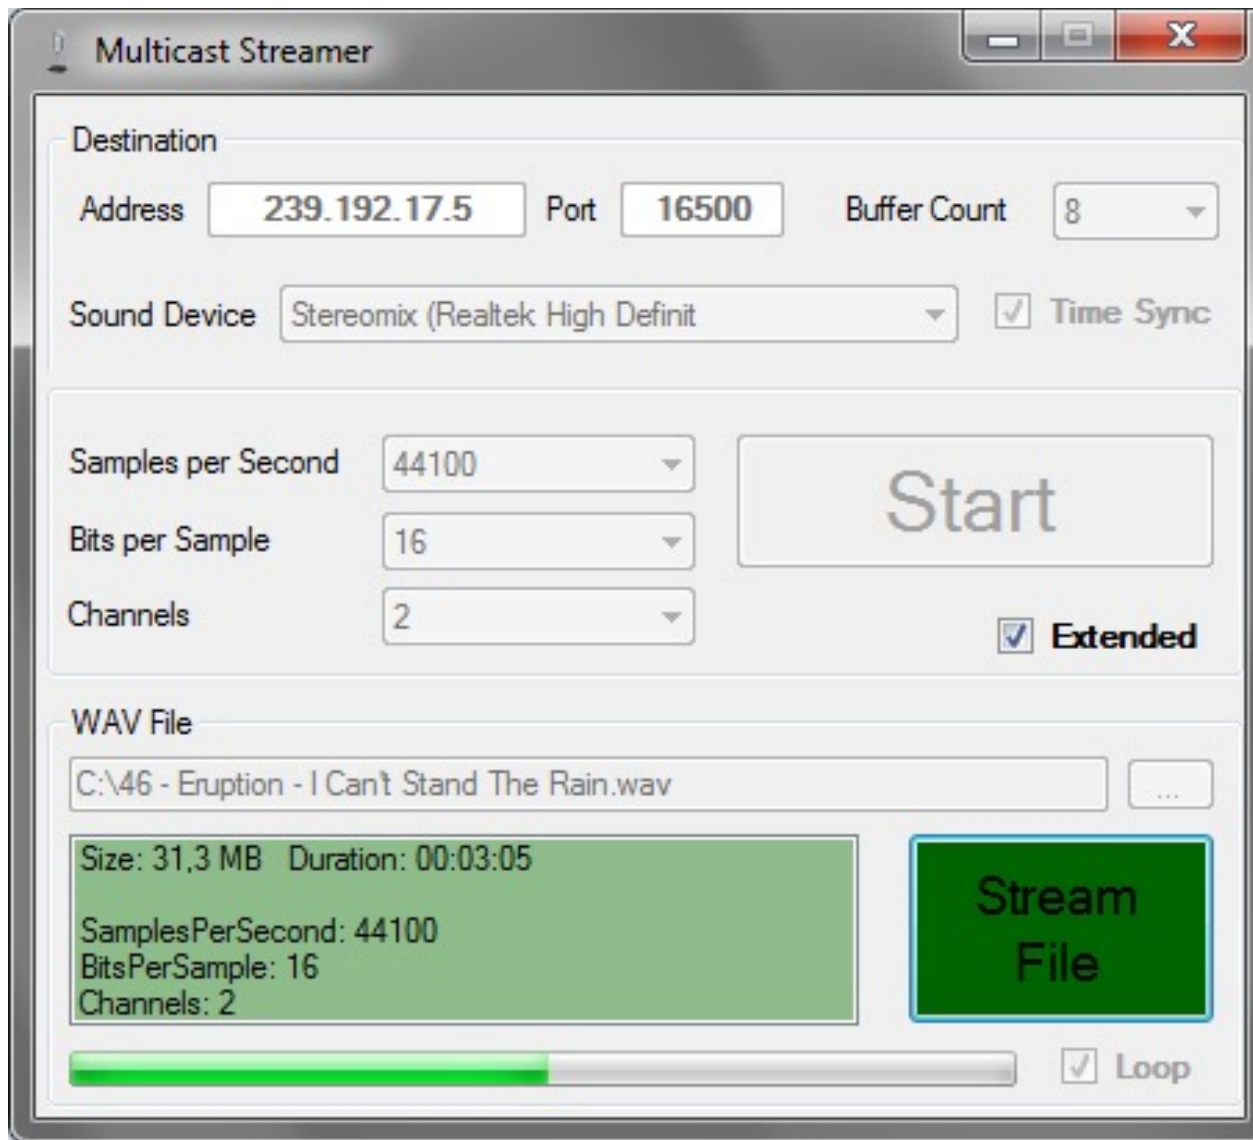 Multicast Streamer
Destination
Address 239.192.17.5 Port 16500 Buffer Count 8
Sound Device Stereomix (Realtek High Definit Time Sync
Samples per Second 44100
Start
Bits per Sample 16
Channels 2
Extended
WAV File
C:\46 - Eruption - I Can't Stand The Rain.wav ...
Size: 31,3 MB Duration: 00:03:05
SamplesPerSecond: 44100
BitsPerSample: 16
Channels: 2
Stream
File
Loop